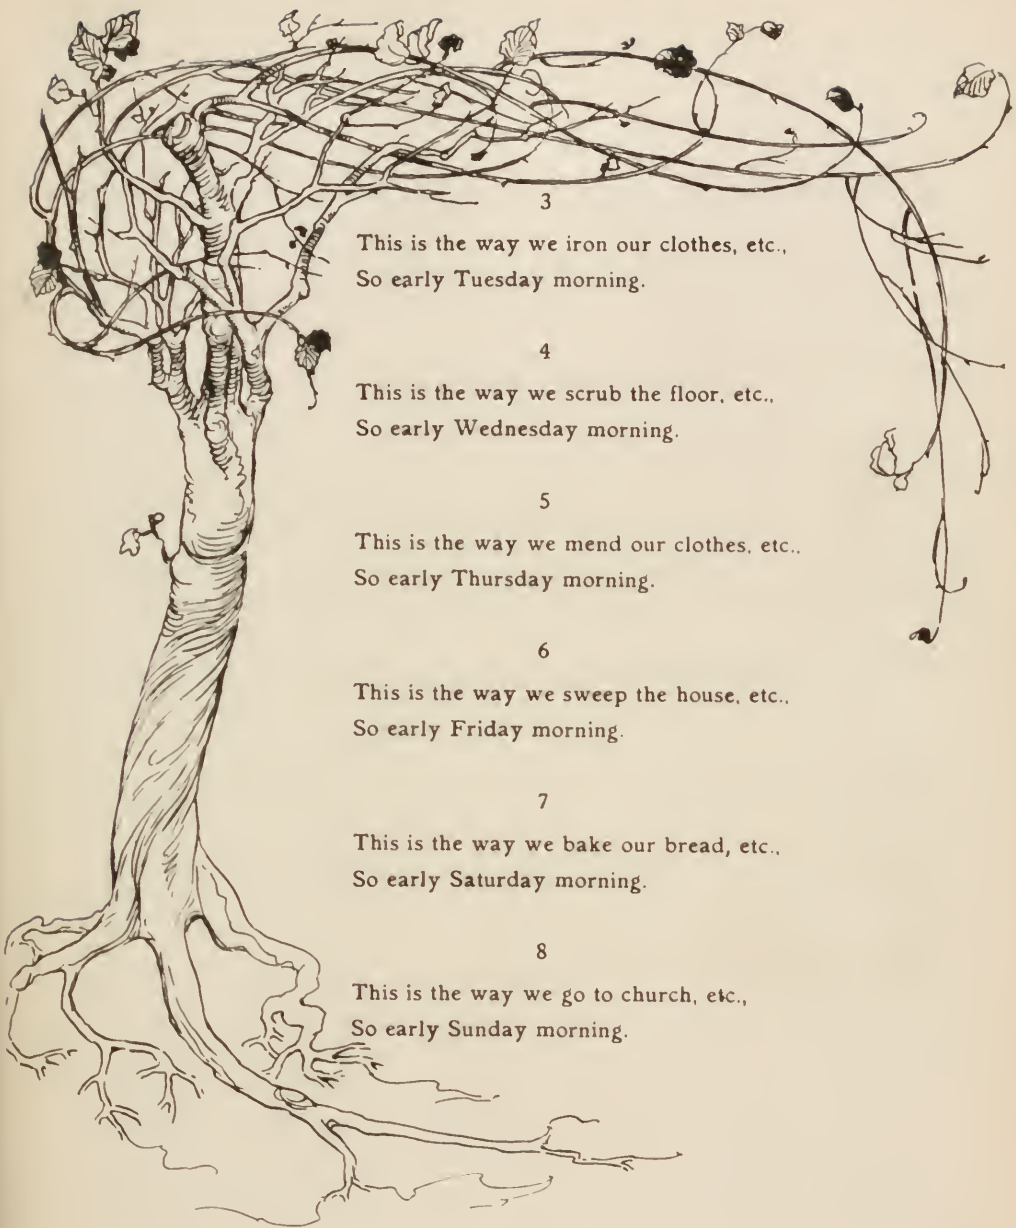 3
This is the way we iron our clothes, etc.,
So early Tuesday morning.
4
This is the way we scrub the floor, etc.,
So early Wednesday morning.
5
This is the way we mend our clothes, etc.,
So early Thursday morning.
6
This is the way we sweep the house, etc.,
So early Friday morning.
7
This is the way we bake our bread, etc.,
So early Saturday morning.
8
This is the way we go to church, etc.,
So early Sunday morning.